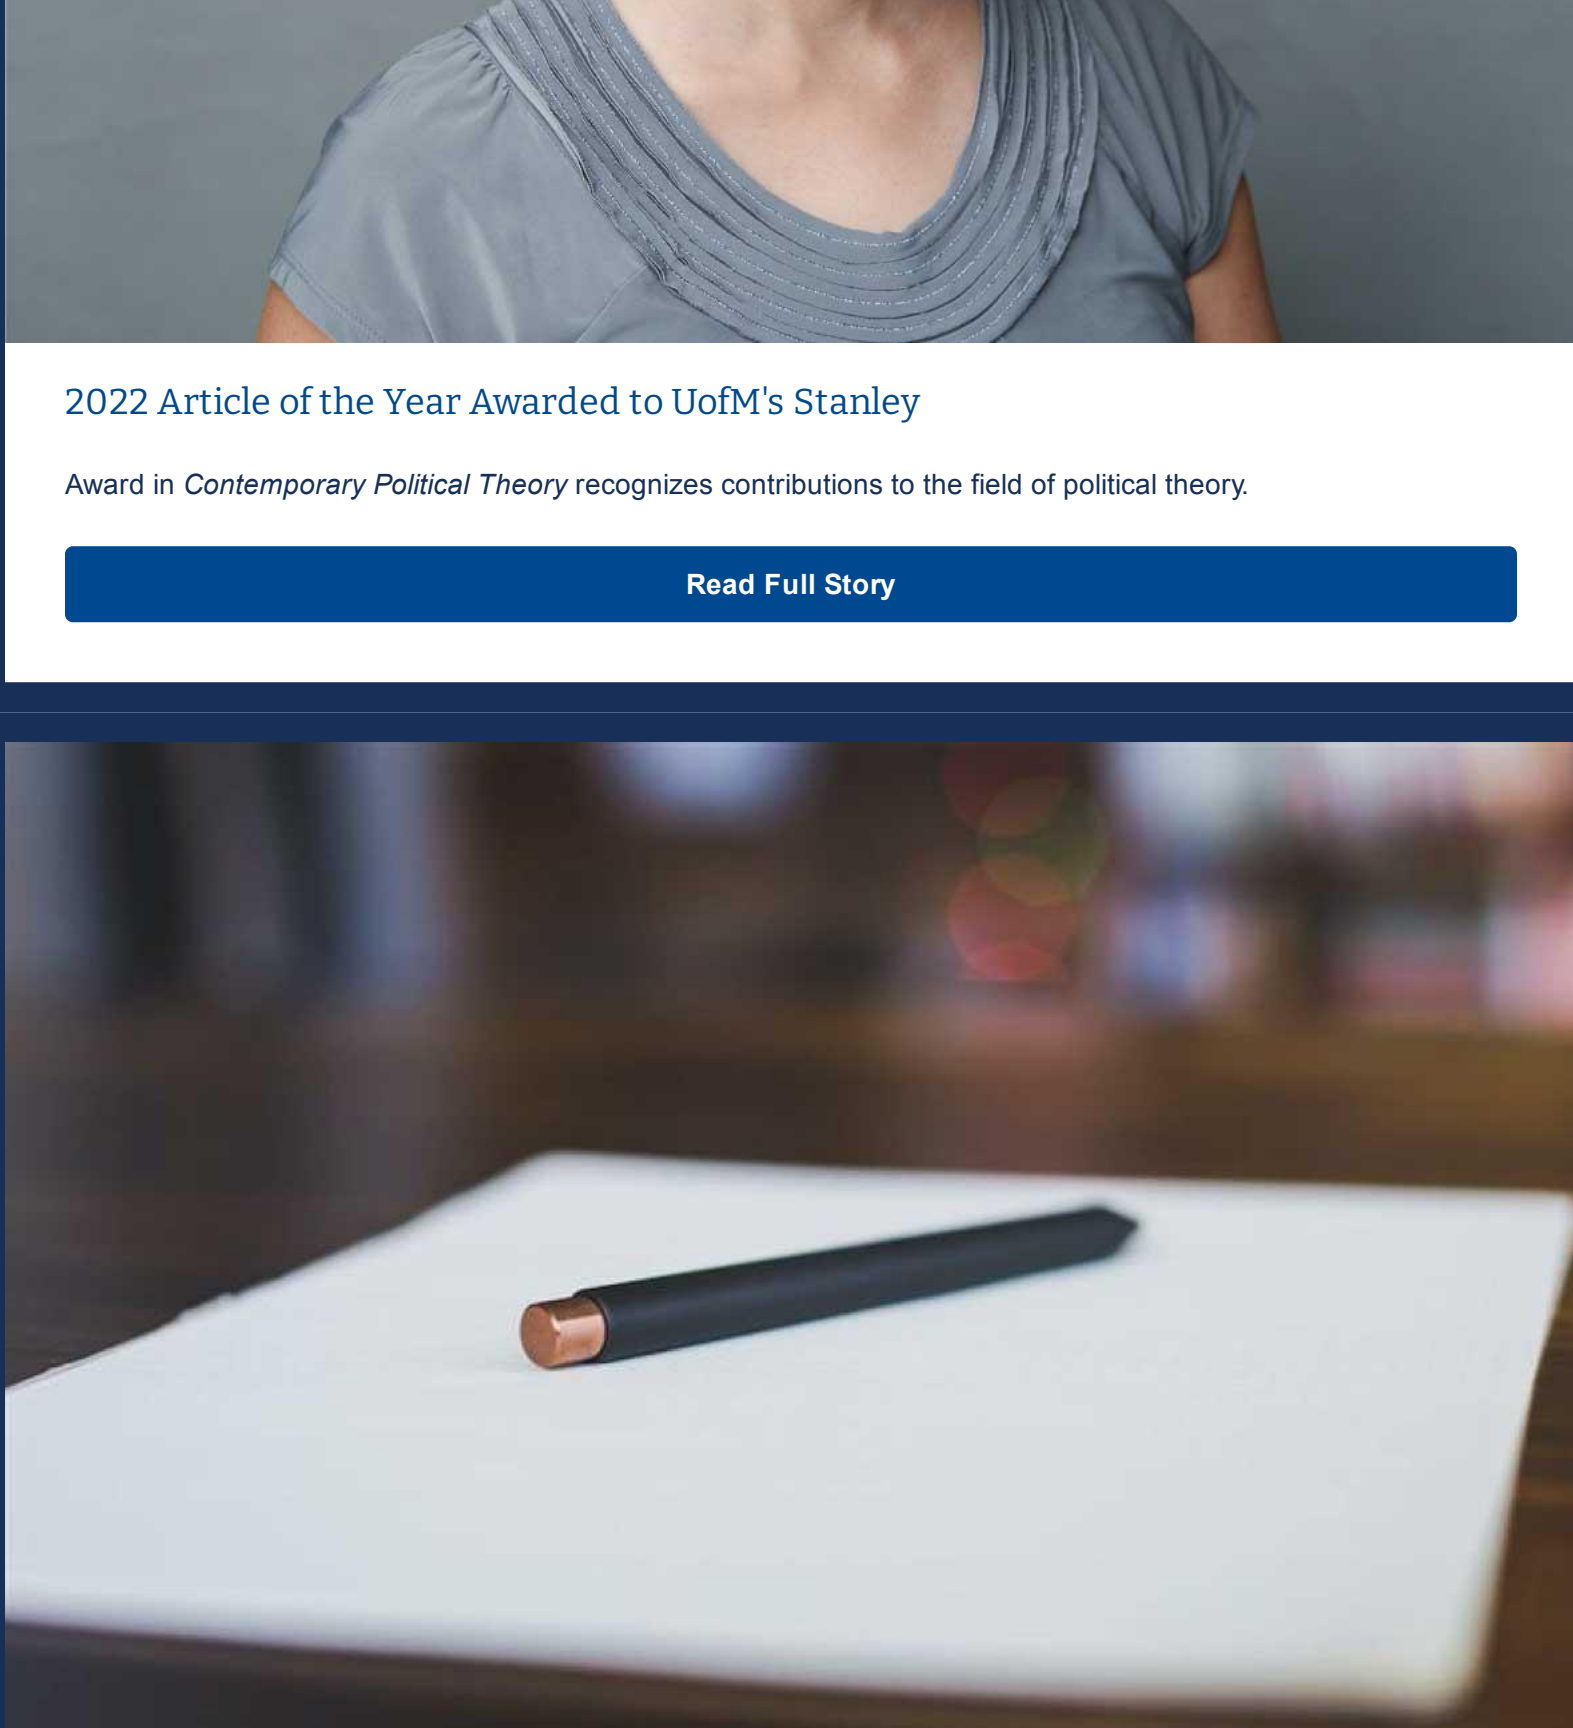 2022 Article of the Year Awarded to UofM's Stanley
Award in Contemporary Political Theory recognizes contributions to the field of political theory.
Read Full Story